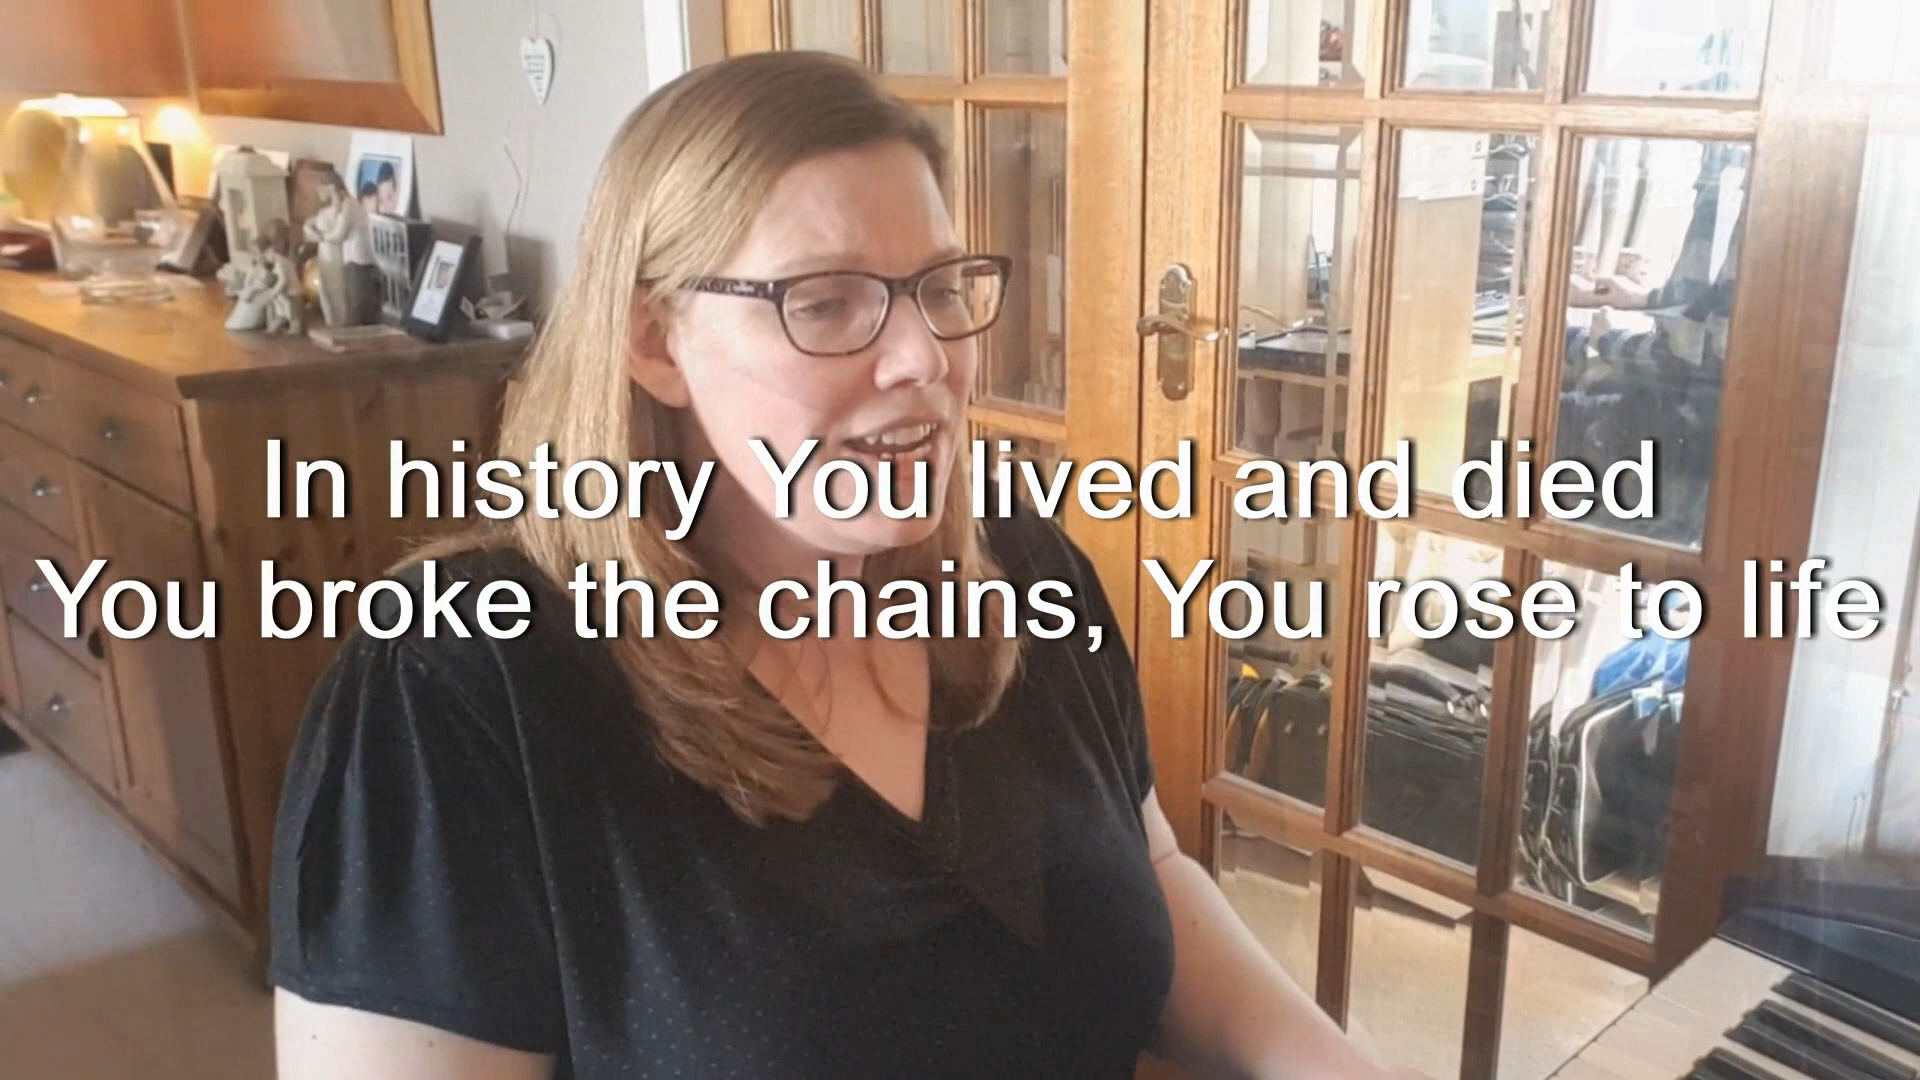 In history You lived and died
You broke the chains, You rose to life